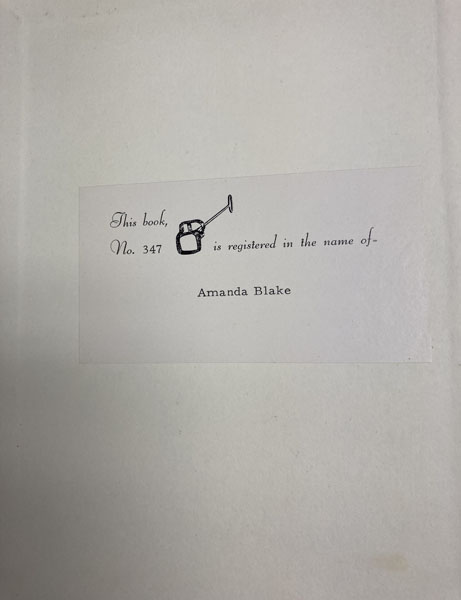 This book,
No. 347 is registered in the name of-
Amanda Blake